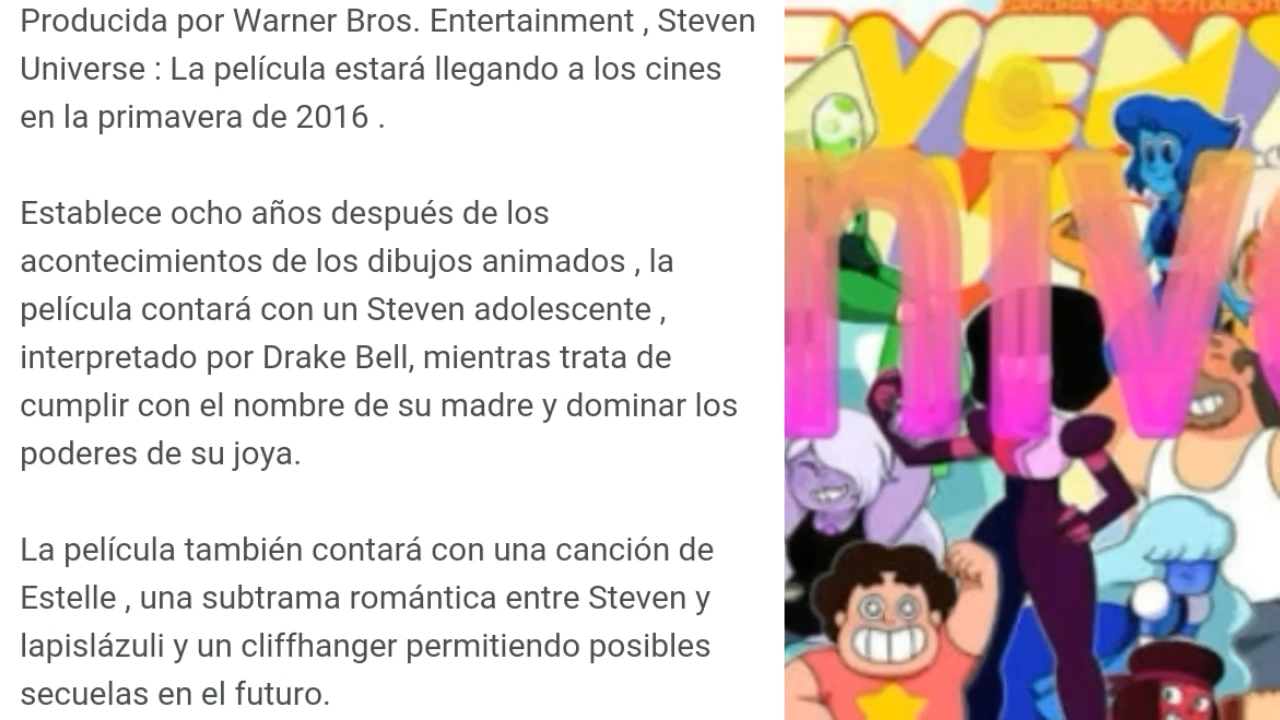 Producida por Warner Bros. Entertainment , Steven
Universe : La película estará llegando a los cines
en la primavera de 2016 .
Establece ocho años después de los
acontecimientos de los dibujos animados , la
película contará con un Steven adolescente ,
interpretado por Drake Bell, mientras trata de
cumplir con el nombre de su madre y dominar los
poderes de su joya.
La película también contará con una canción de
Estelle , una subtrama romántica entre Steven y
lapislázuli y un cliffhanger permitiendo posibles
secuelas en el futuro.
EVEN
NIV